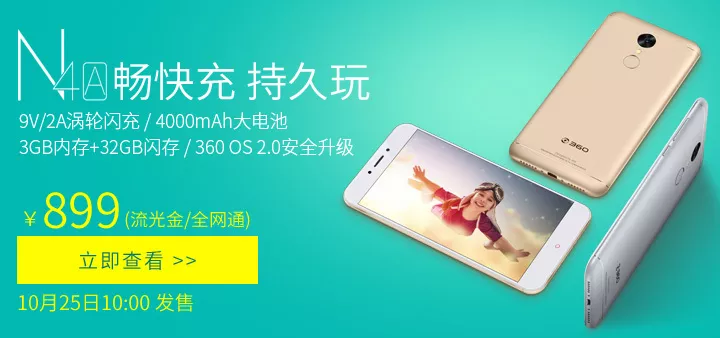 N4A 畅快充 持久玩
9V/2A涡轮闪充 / 4000mAh大电池
3GB内存+32GB闪存 / 360 OS 2.0安全升级
¥ 899 (流光金/全网通)
立即查看 >>
10月25日10:00 发售
360
360